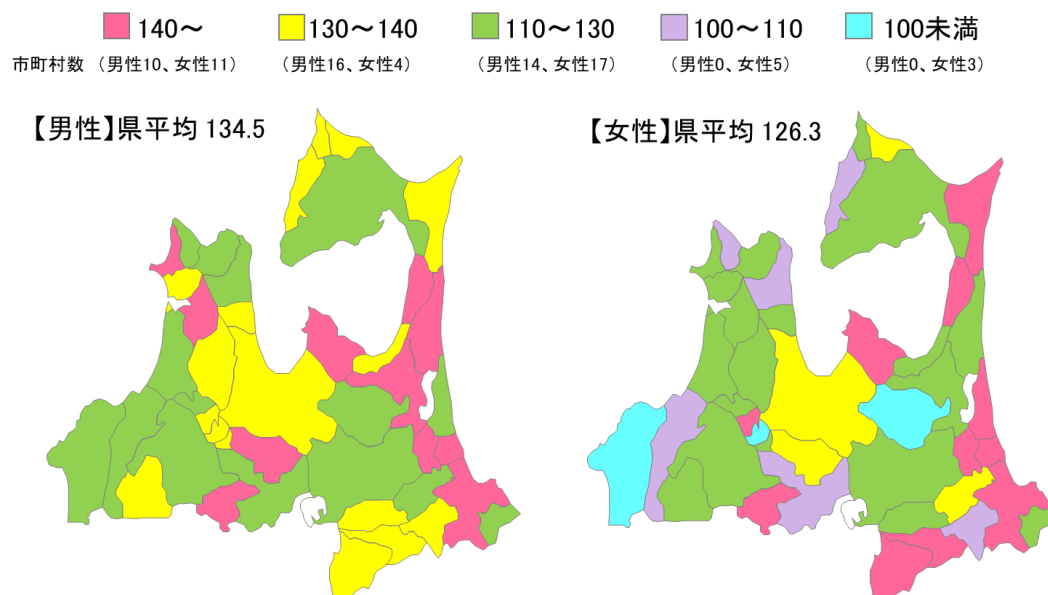 140～ 130～140 110～130 100～110 100未満
市町村数 （男性10、女性11） （男性16、女性4） （男性14、女性17） （男性0、女性5） （男性0、女性3）
【男性】県平均 134.5 【女性】県平均 126.3